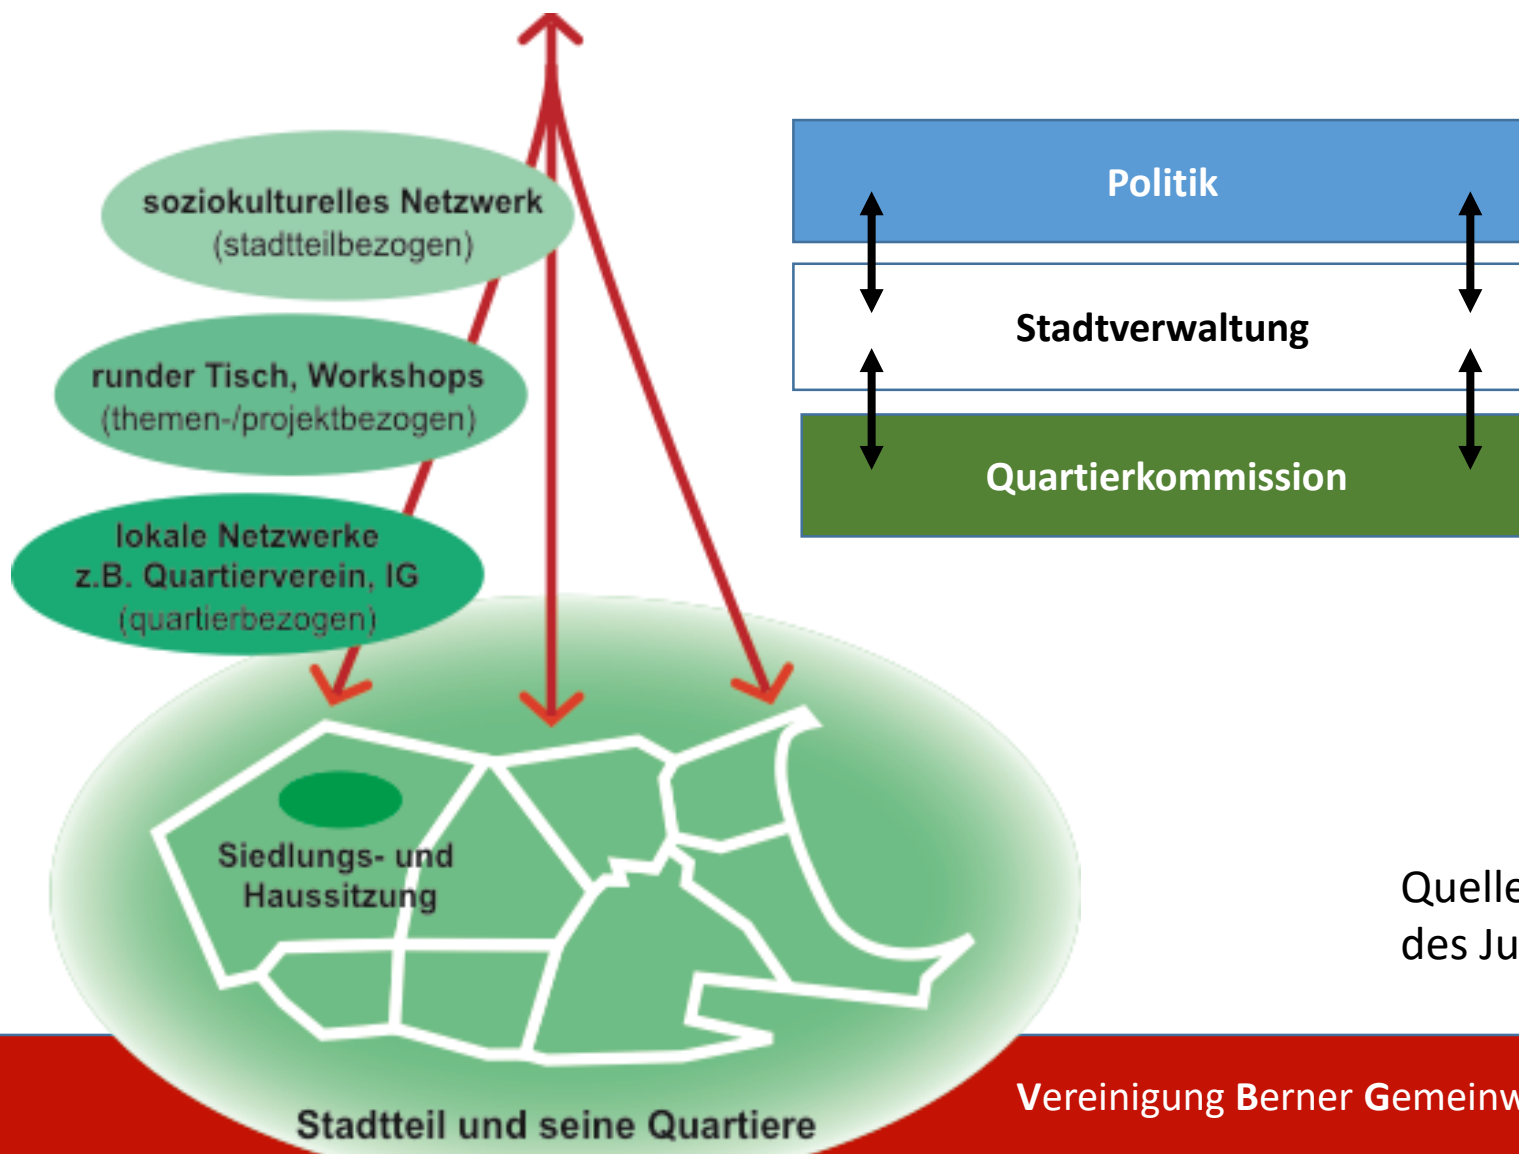 soziokulturelles Netzwerk
(stadtteilbezogen)
runder Tisch, Workshops
(themen-/projektbezogen)
lokale Netzwerke
z.B. Quartierverein, IG
(quartierbezogen)
Siedlungs- und
Haussitzung
Stadtteil und seine Quartiere
Politik
Stadtverwaltung
Quartierkommission
Quelle
des Ju
Vereinigung Berner Gemeinw